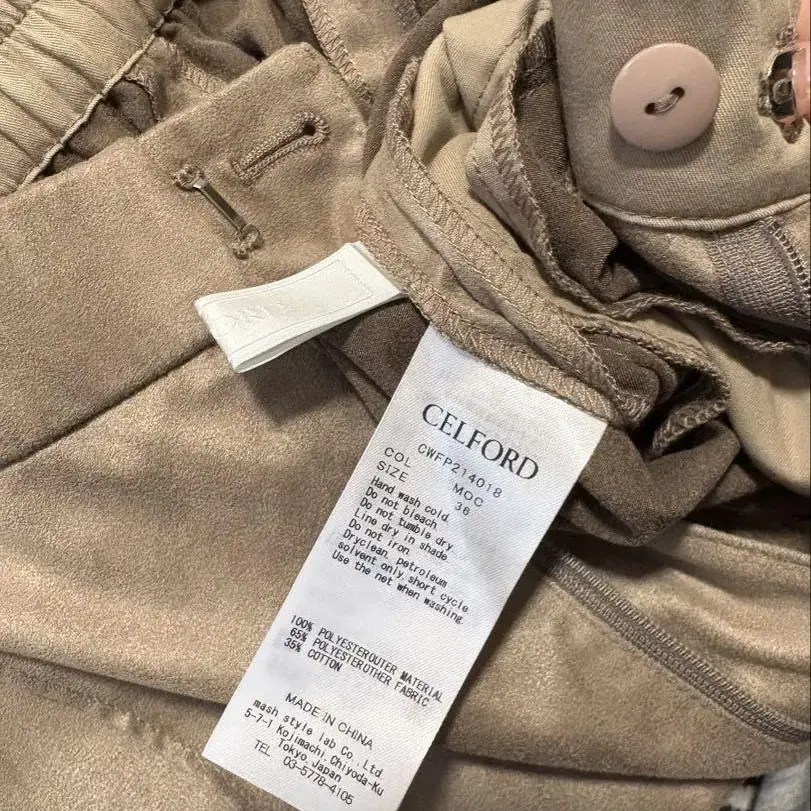 CELFORD
CWFP214018
COL MOC
SIZE 36
Hand wash cold
Do not bleach
Do not tumble dry
Line dry in shade
Do not iron
Dryclean, petroleum
solvent only, short cycle
Use the net when washing
100% POLYESTEROUTER MATERIAL
65% POLYESTEROTHER FABRIC
35% COTTON
MADE IN CHINA
mash style lab Co., Ltd.
5-7-1 Kojimachi, Chiyoda-Ku
Tokyo, Japan
TEL 03-5778-4105